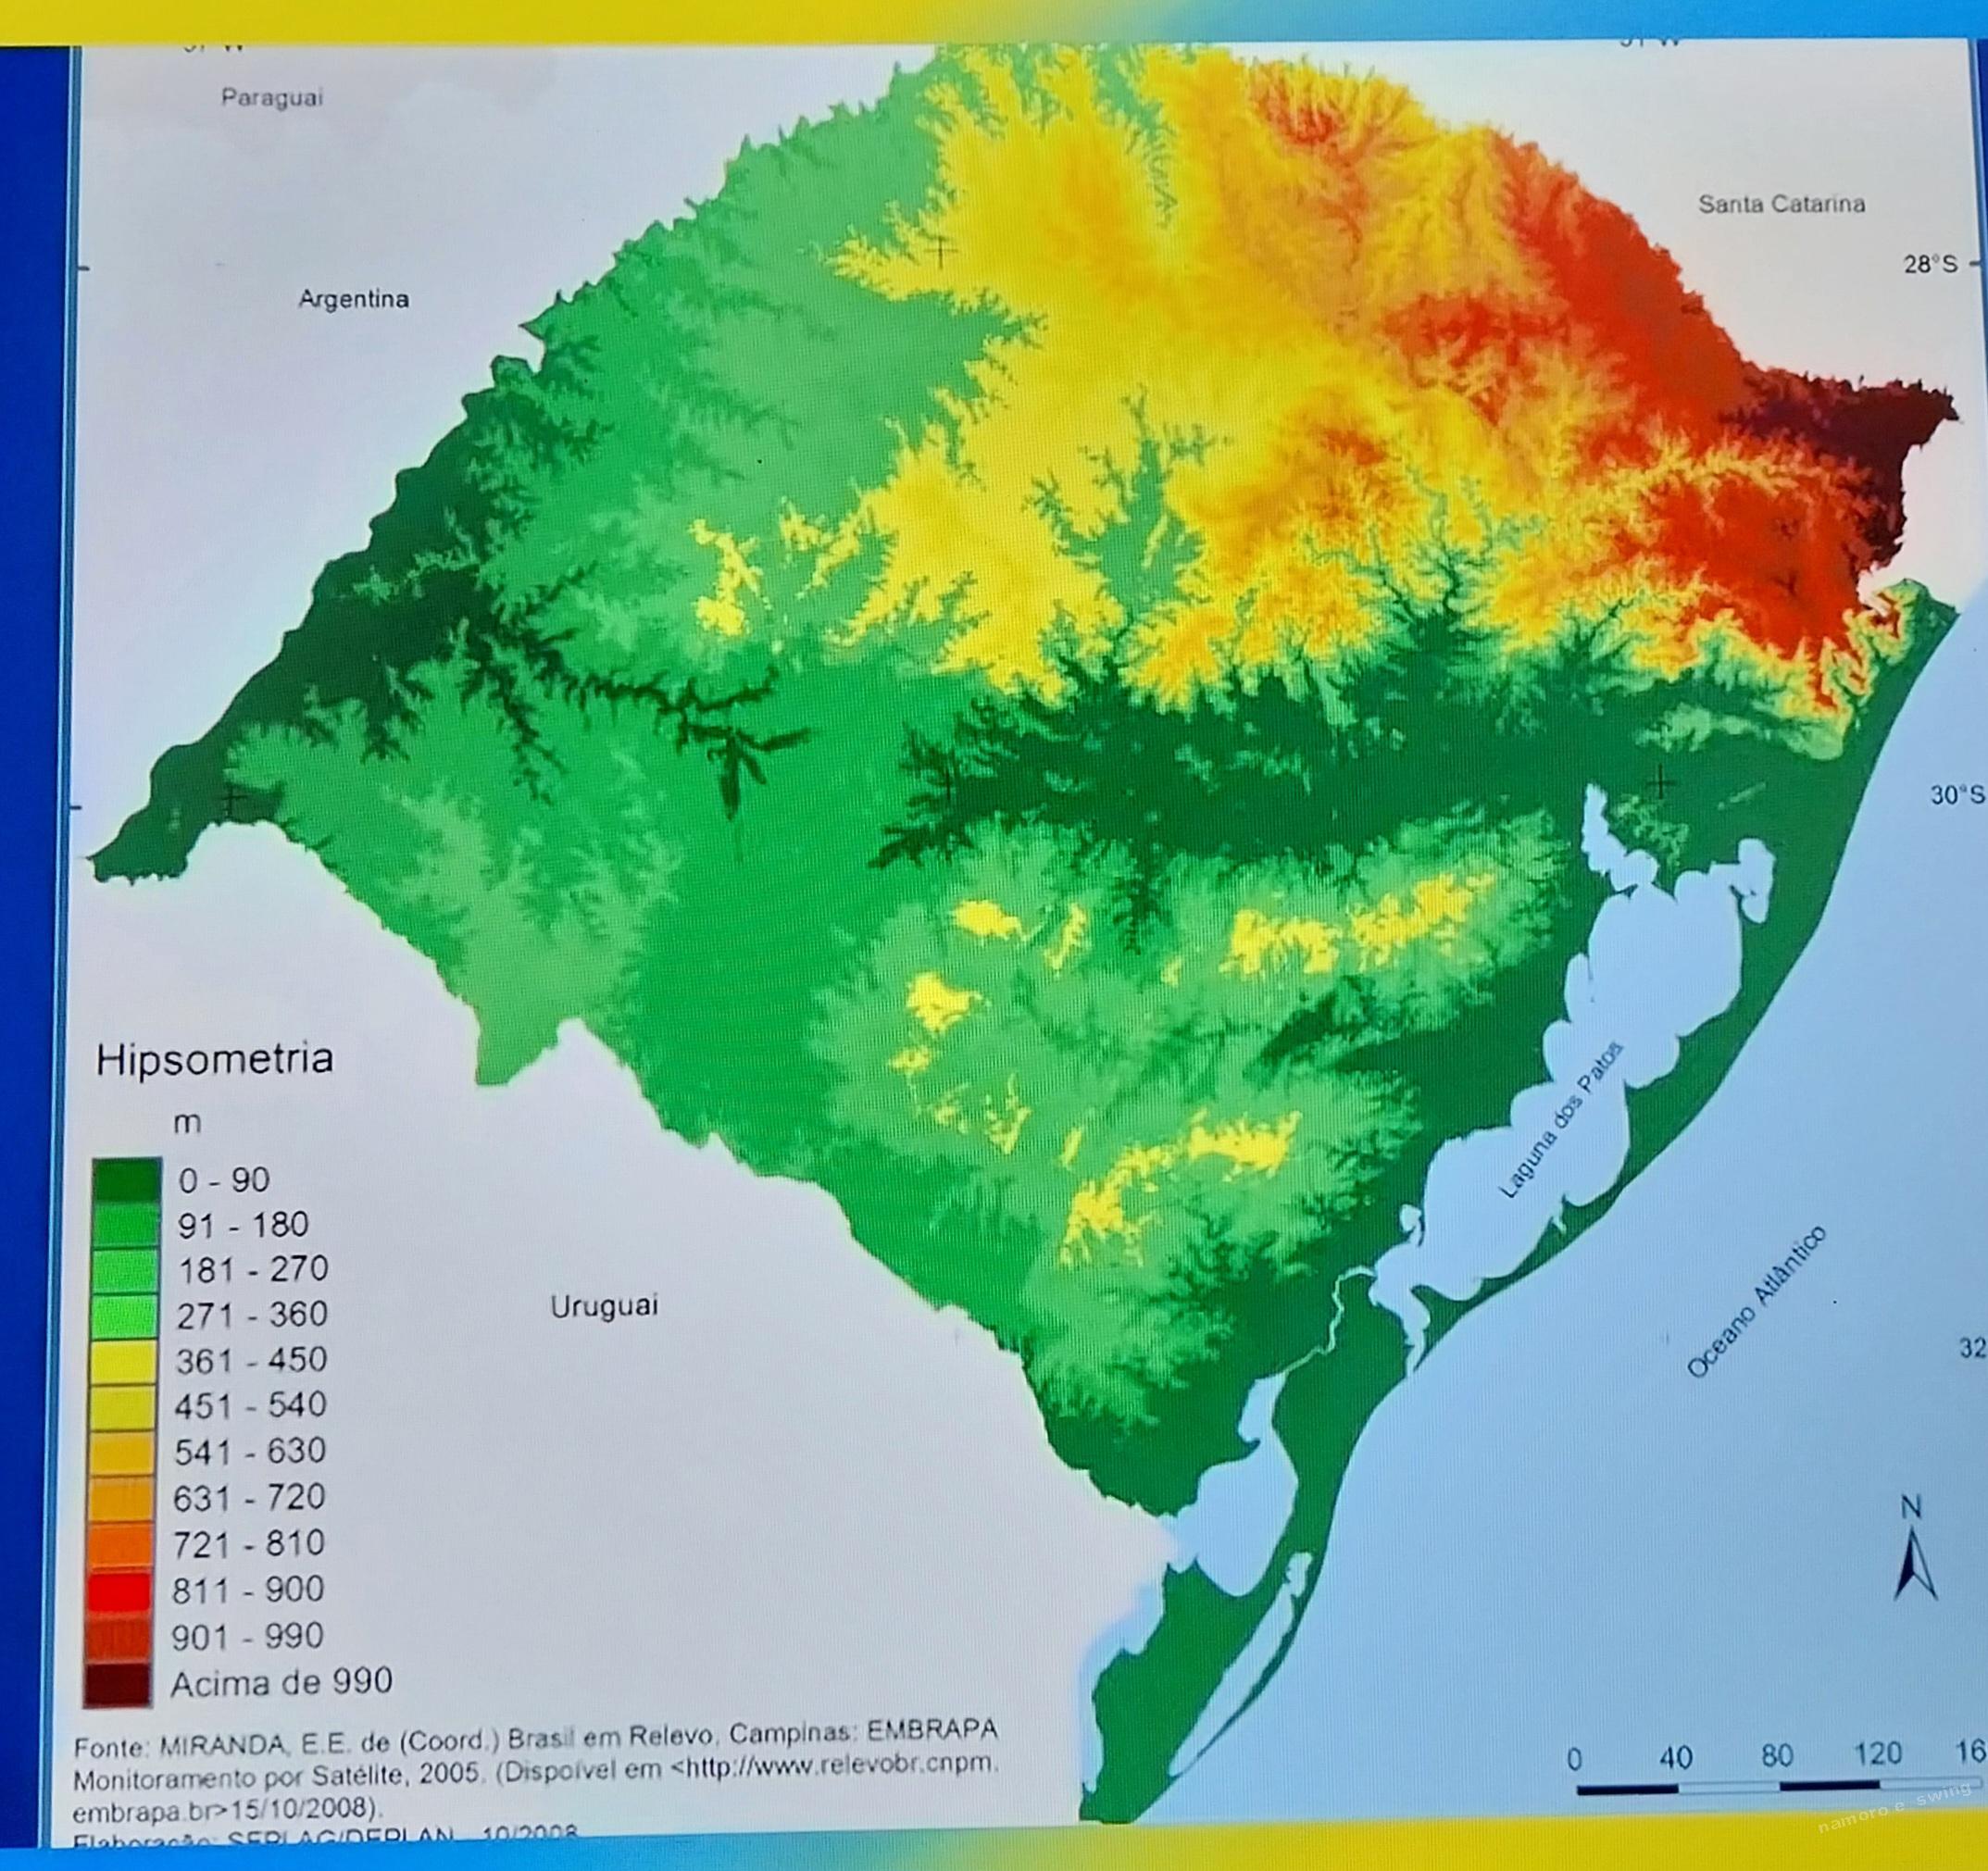 Paraguai
Santa Catarina
28°S
Argentina
30°S
Hipsometria
m
0 - 90
91 - 180
181 - 270
271 - 360
361 - 450
451 - 540
541 - 630
631 - 720
721 - 810
811 - 900
901 - 990
Acima de 990
Laguna dos Patos
Oceano Atlântico
Uruguai
32
N
0 40 80 120 16
Fonte: MIRANDA, E.E. de (Coord.) Brasil em Relevo, Campinas: EMBRAPA
Monitoramento por Satélite, 2005. (Dispoível em <http://www.relevobr.cnpm.
embrapa.br>15/10/2008).
Elaboração: SEPLAG/DEPLAN 10/2008
namoro.e swing